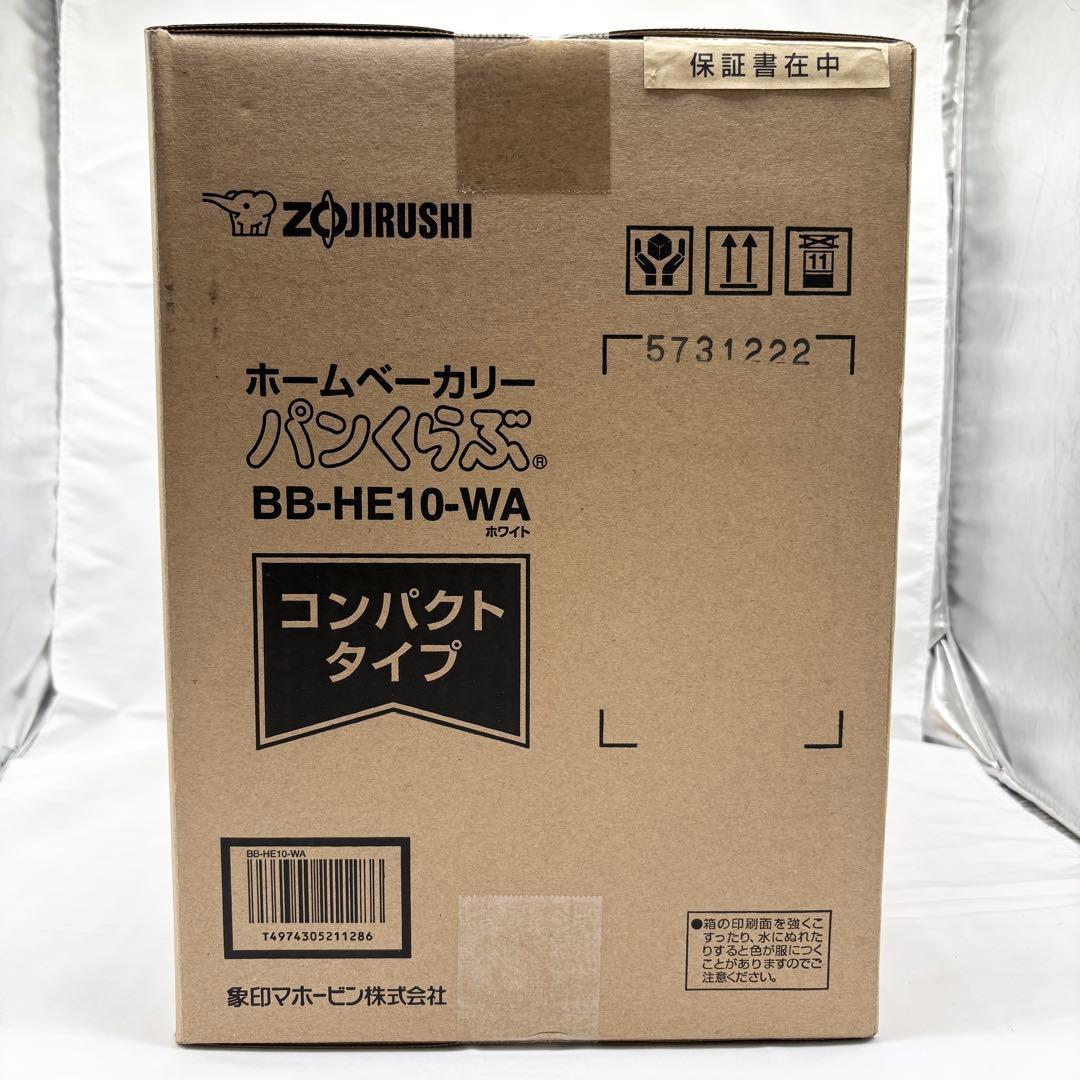 保証書在中
ZOJIRUSHI
11
5731222
ホームベーカリー
パンくらぶ®
BB-HE10-WA
ホワイト
コンパクト
タイプ
BB-HE10-WA
T4974305211286
象印マホービン株式会社
●箱の印刷面を強くこ
すったり、水にぬれた
りすると色が服につく
ことがありますのでご
注意ください。